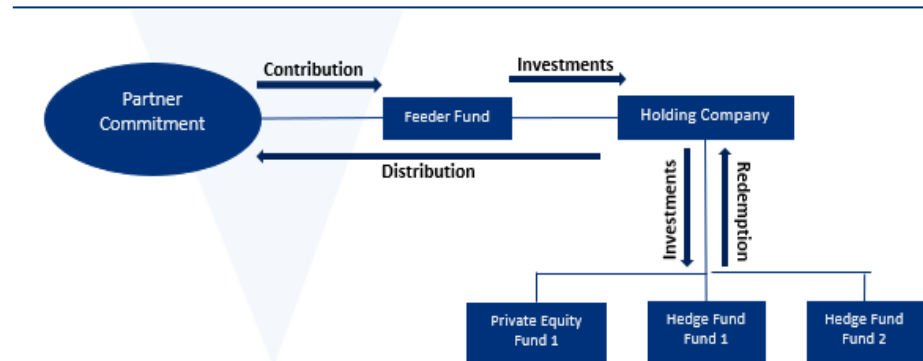 Contribution
Investments
Partner
Commitment
Feeder Fund
Holding Company
Distribution
Investments
Redemption
Private Equity
Fund 1
Hedge Fund
Fund 1
Hedge Fund
Fund 2